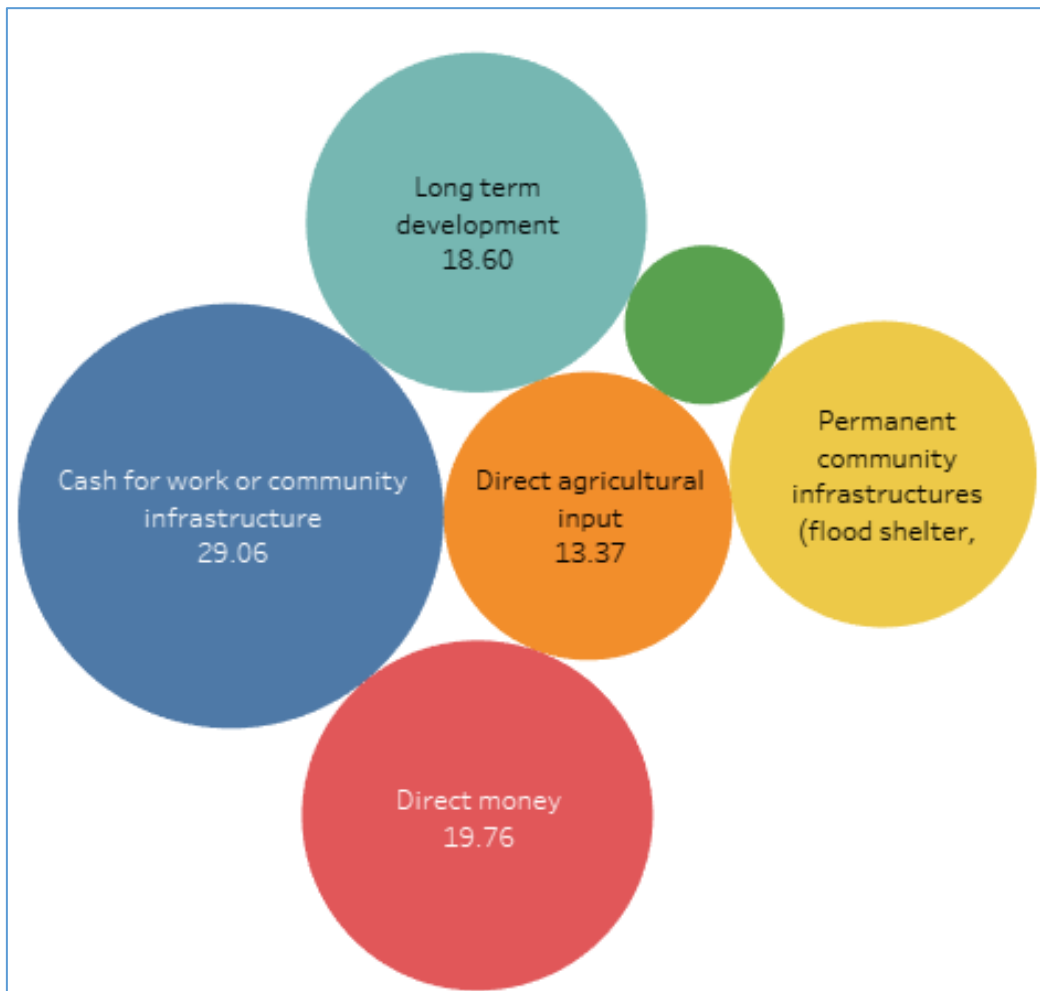 Long term
development
18.60
Cash for work or community
infrastructure
29.06
Direct agricultural
input
13.37
Permanent
community
infrastructures
(flood shelter,
Direct money
19.76